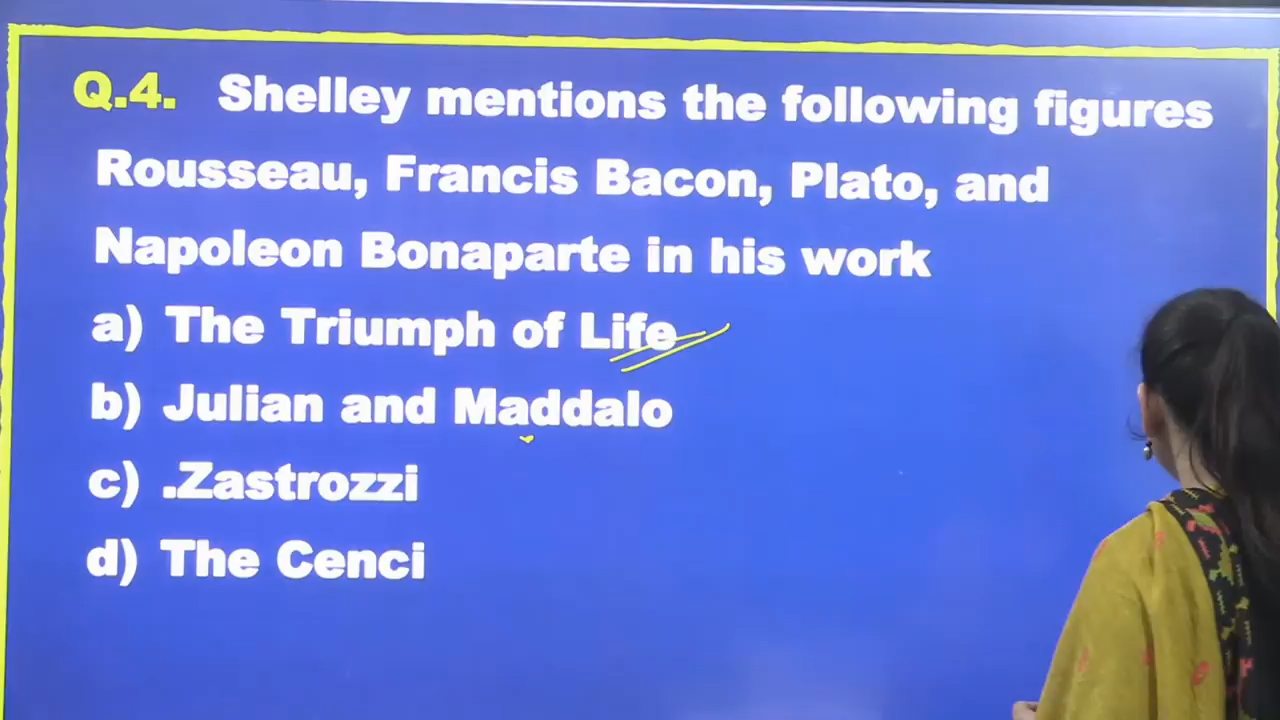 Q.4. Shelley mentions the following figures
Rousseau, Francis Bacon, Plato, and
Napoleon Bonaparte in his work
a) The Triumph of Life
b) Julian and Maddalo
c) .Zastrozzi
d) The Cenci